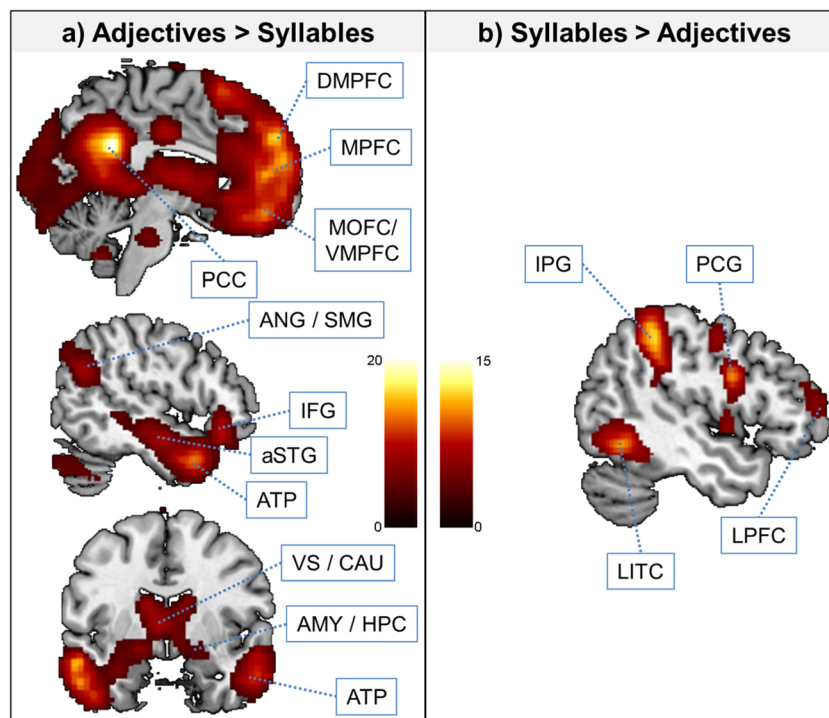 a) Adjectives > Syllables
b) Syllables > Adjectives
DMPFC
MPFC
MOFC/
VMPFC
PCC
ANG / SMG
IFG
aSTG
ATP
VS / CAU
AMY / HPC
ATP
20
0
15
0
IPG
PCG
LPFC
LITC